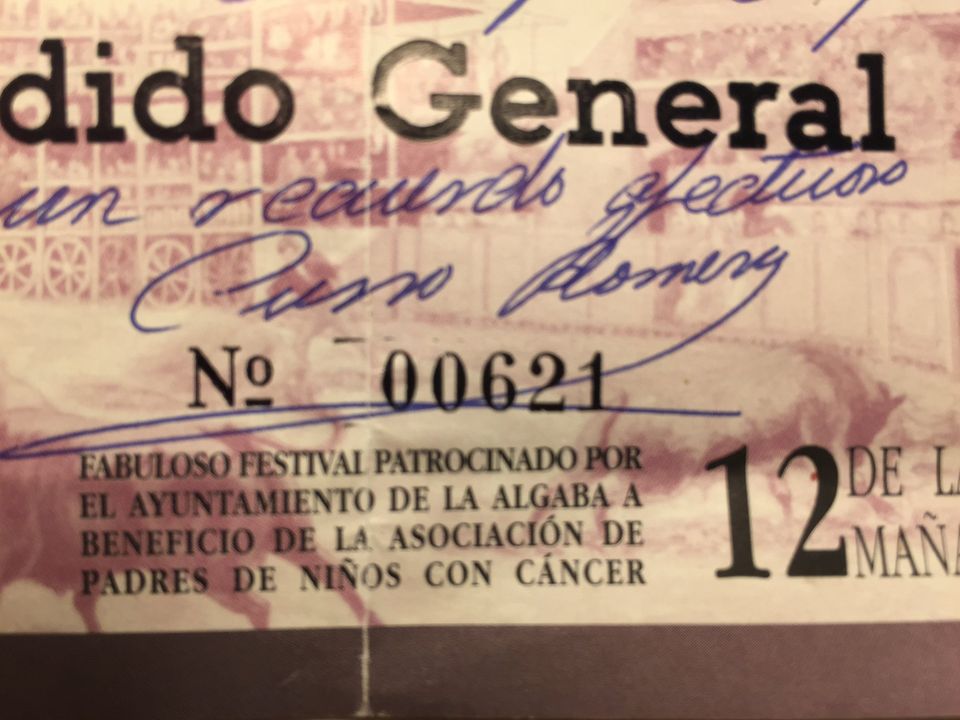 dido General
un recuerdo afectuoso
Curro Romero
Nº 00621
FABULOSO FESTIVAL PATROCINADO POR
EL AYUNTAMIENTO DE LA ALGABA A
BENEFICIO DE LA ASOCIACIÓN DE
PADRES DE NIÑOS CON CÁNCER
12 DE LA
MAÑA